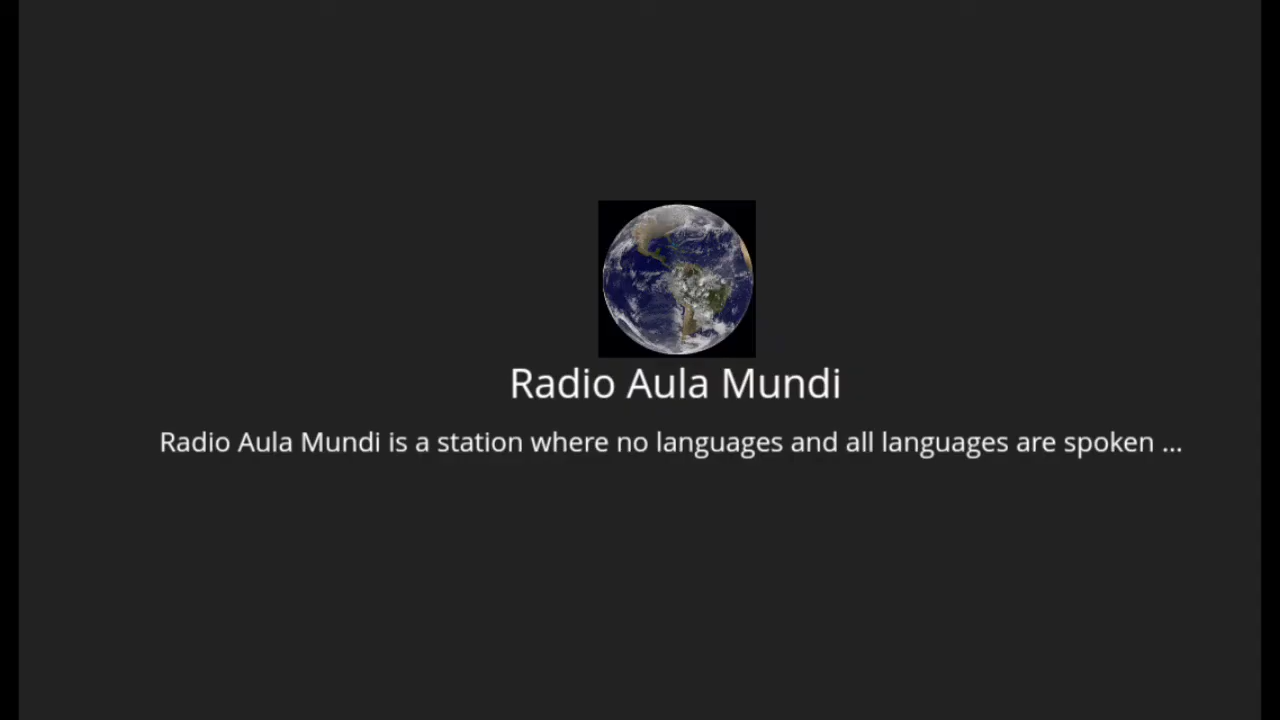 Radio Aula Mundi
Radio Aula Mundi is a station where no languages and all languages are spoken ...